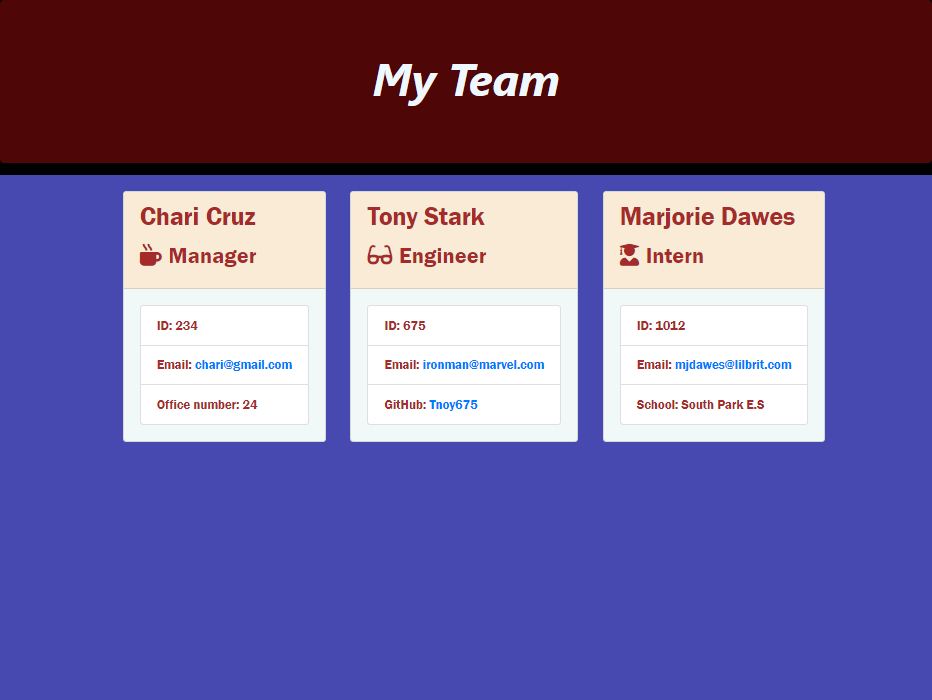 My Team
Chari Cruz
Manager
ID: 234
Email: chari@gmail.com
Office number: 24
Tony Stark
Engineer
ID: 675
Email: ironman@marvel.com
GitHub: Tnoy675
Marjorie Dawes
Intern
ID: 1012
Email: mjdawes@lilbrit.com
School: South Park E.S